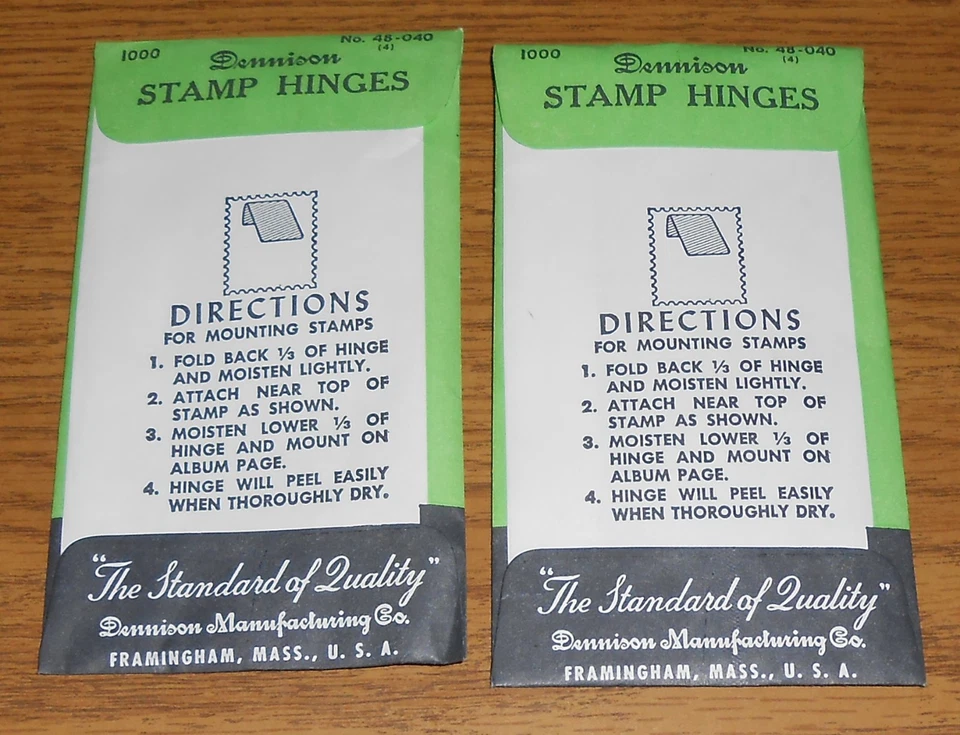 1000
No. 48-040
(4)
Dennison
STAMP HINGES
DIRECTIONS
FOR MOUNTING STAMPS
1. FOLD BACK ⅓ OF HINGE
AND MOISTEN LIGHTLY.
2. ATTACH NEAR TOP OF
STAMP AS SHOWN.
3. MOISTEN LOWER ⅓ OF
HINGE AND MOUNT ON
ALBUM PAGE.
4. HINGE WILL PEEL EASILY
WHEN THOROUGHLY DRY.
"The Standard of Quality"
Dennison Manufacturing Co.
FRAMINGHAM, MASS., U. S. A.
1000
No. 48-040
(4)
Dennison
STAMP HINGES
DIRECTIONS
FOR MOUNTING STAMPS
1. FOLD BACK ⅓ OF HINGE
AND MOISTEN LIGHTLY.
2. ATTACH NEAR TOP OF
STAMP AS SHOWN.
3. MOISTEN LOWER ⅓ OF
HINGE AND MOUNT ON
ALBUM PAGE.
4. HINGE WILL PEEL EASILY
WHEN THOROUGHLY DRY.
"The Standard of Quality"
Dennison Manufacturing Co.
FRAMINGHAM, MASS., U. S. A.